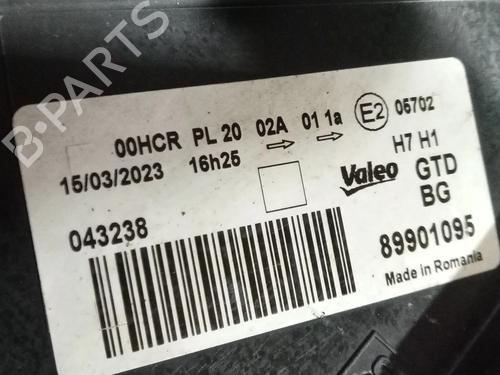 00HCR PL 20 02A 01 1a E2 05702
15/03/2023 16h25 H7 H1
Valeo GTD
BG
043238
89901095
Made in Romania
B-PARTS